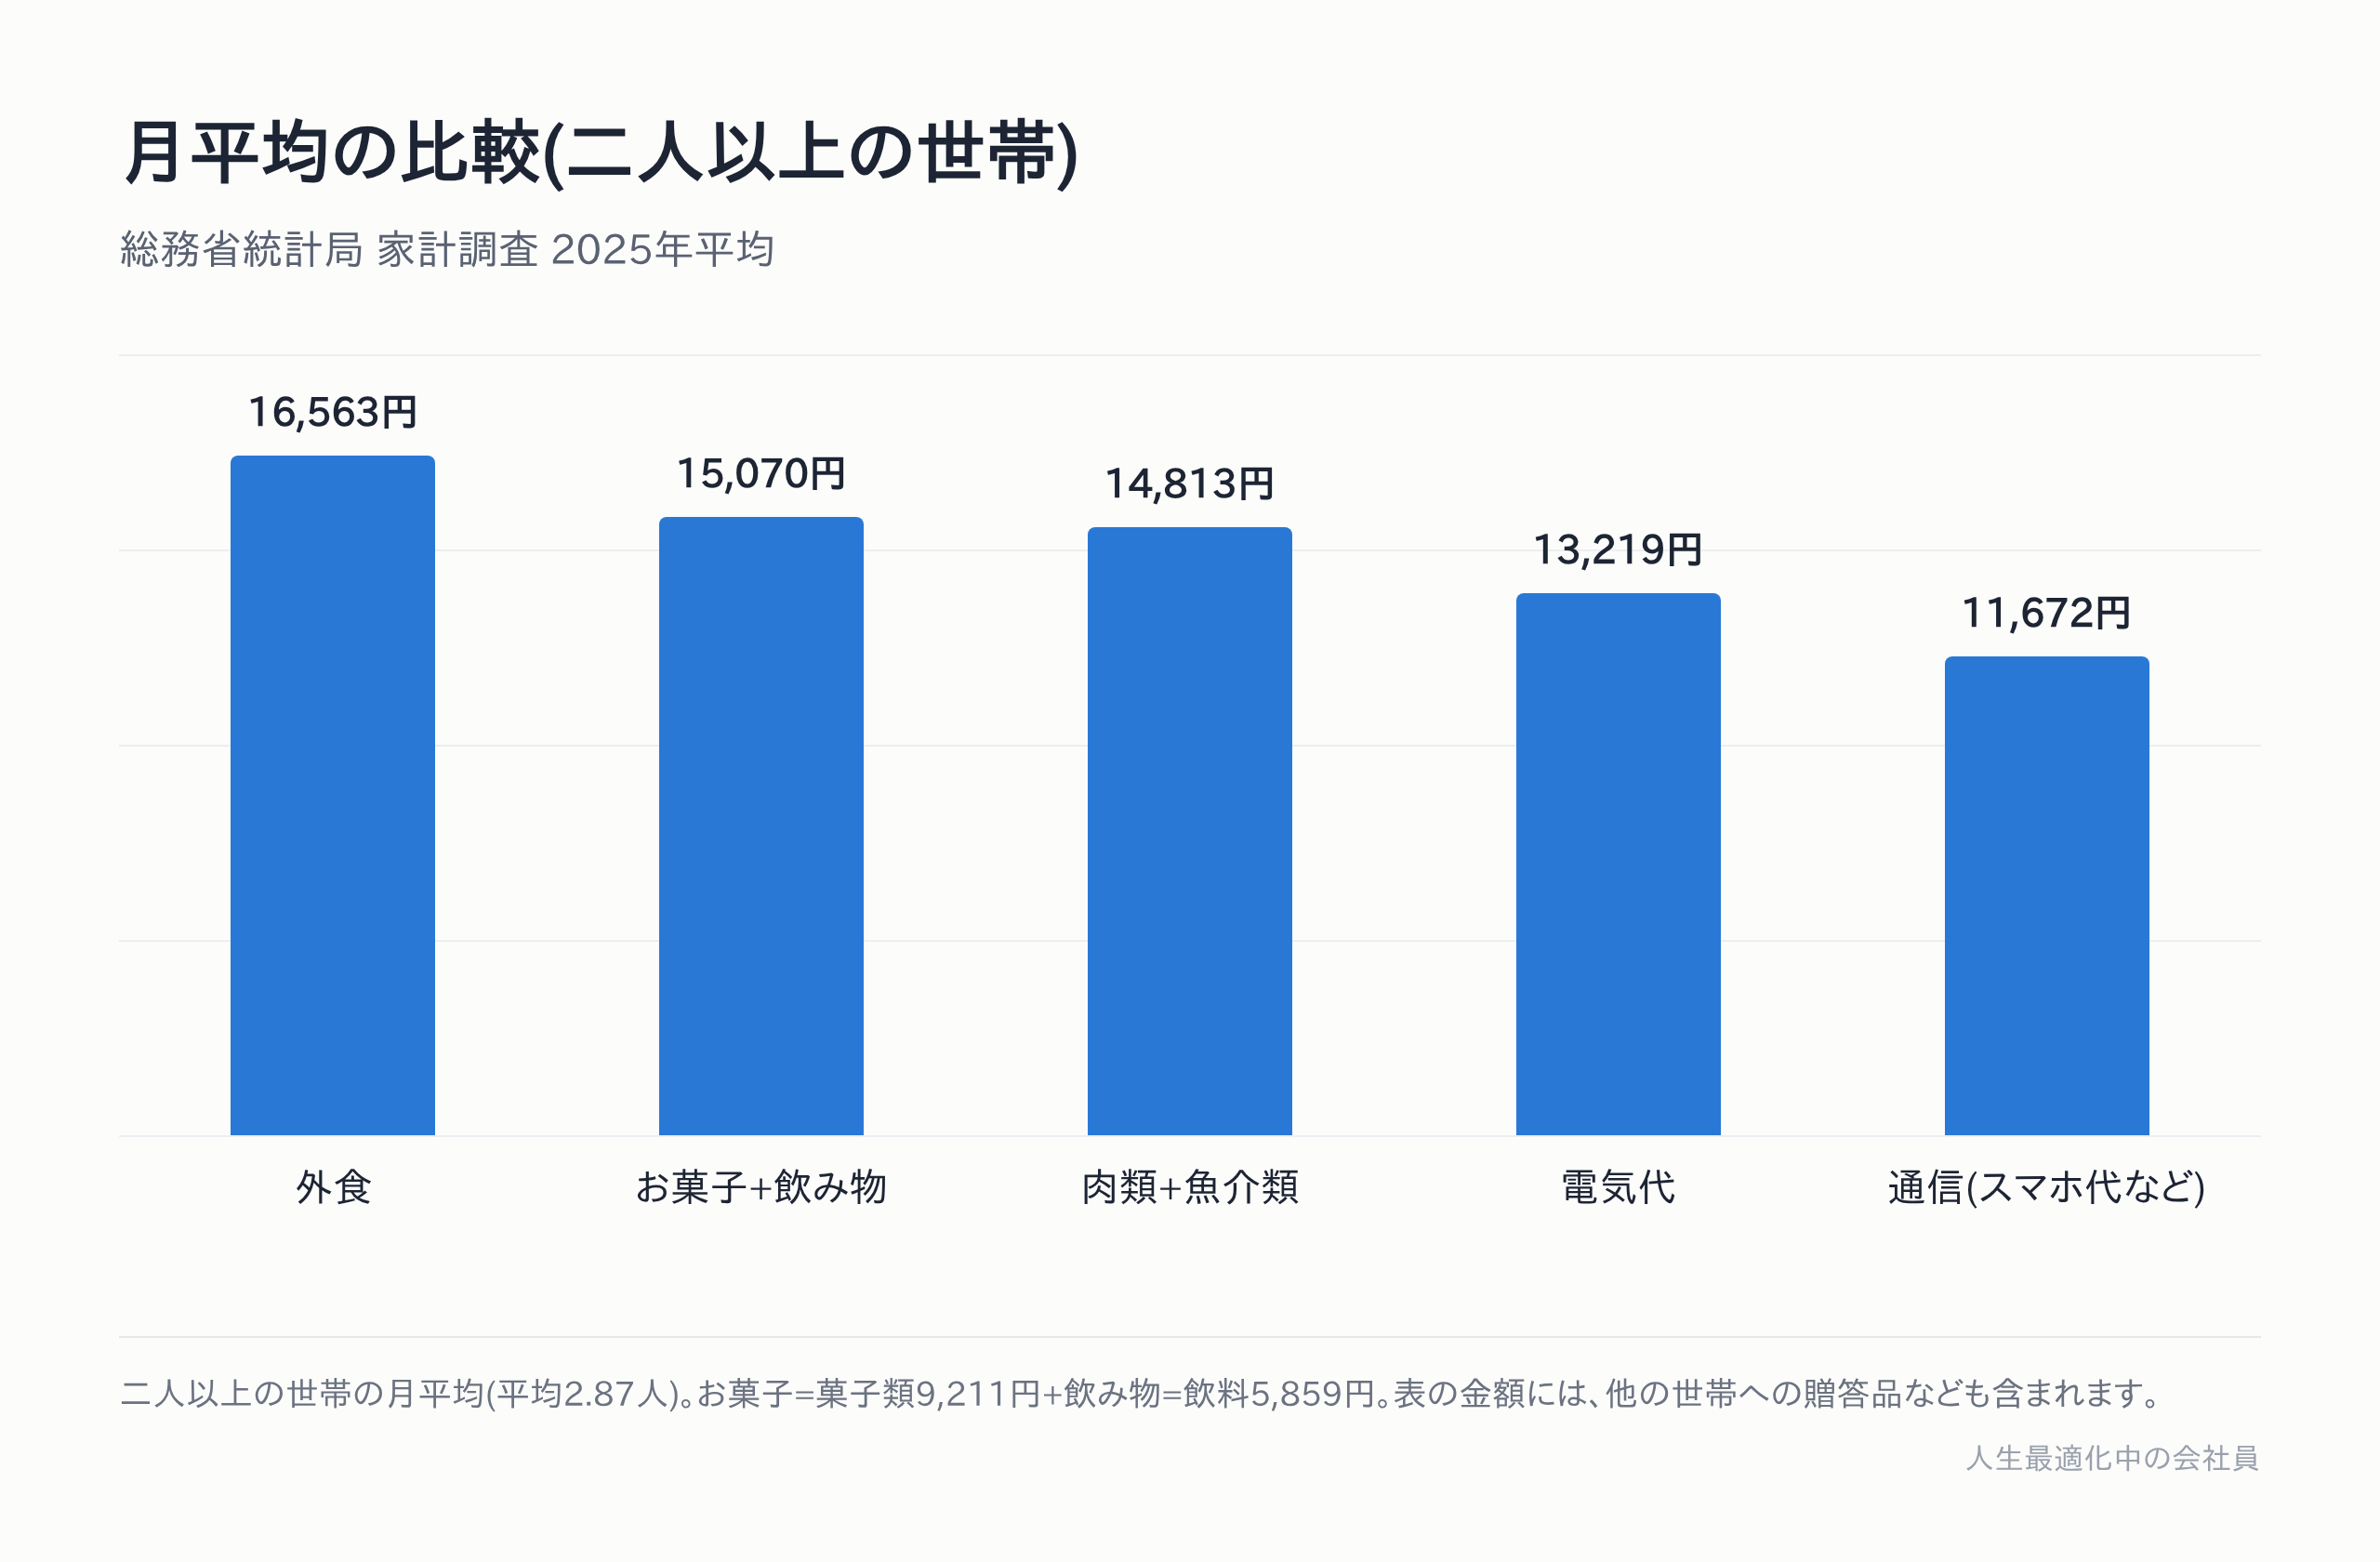 月平均の比較(二人以上の世帯)
総務省統計局 家計調査 2025年平均
16,563円
15,070円
14,813円
13,219円
11,672円
外食
お菓子+飲み物
内類+魚介類
電気代
通信(スマホ代など)
二人以上の世帯の月平均(平均2.87人)。お菓子=菓子類9,211円+飲み物=飲料5,859円。表の金額には、他の世帯への贈答品なども含まれます。
人生最適化中の会社員